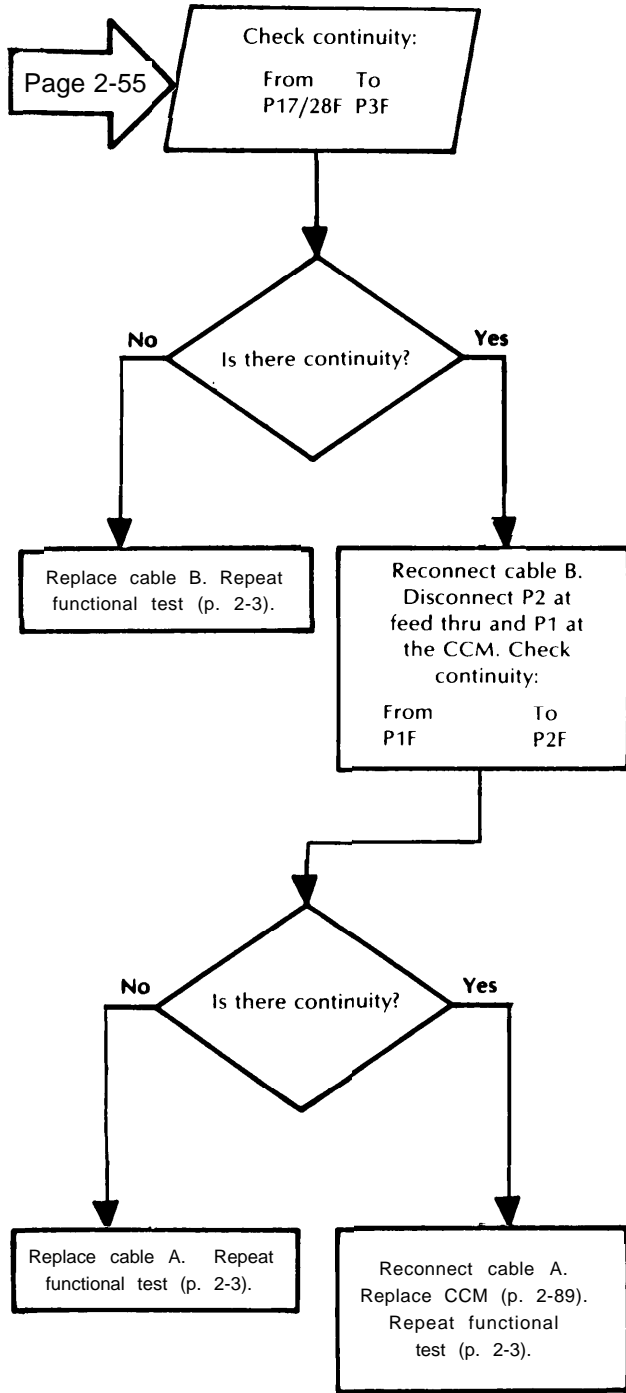 Page 2-55
Check continuity:
From To
P17/28F P3F
Is there continuity?
No
Yes
Replace cable B. Repeat
functional test (p. 2-3).
Reconnect cable B.
Disconnect P2 at
feed thru and P1 at
the CCM. Check
continuity:
From To
P1F P2F
Is there continuity?
No
Yes
Replace cable A. Repeat
functional test (p. 2-3).
Reconnect cable A.
Replace CCM (p. 2-89).
Repeat functional
test (p. 2-3).